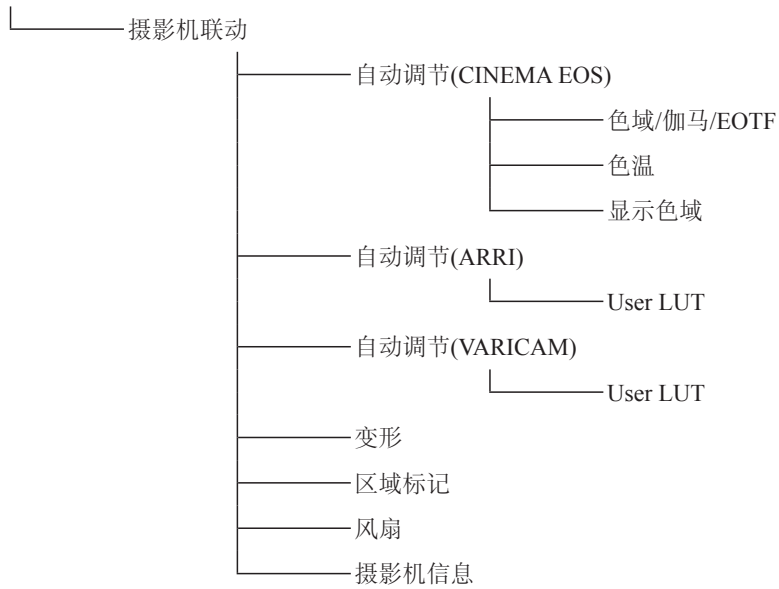 摄影机联动
自动调节(CINEMA EOS)
色域/伽马/EOTF
色温
显示色域
自动调节(ARRI)
User LUT
自动调节(VARICAM)
User LUT
变形
区域标记
风扇
摄影机信息